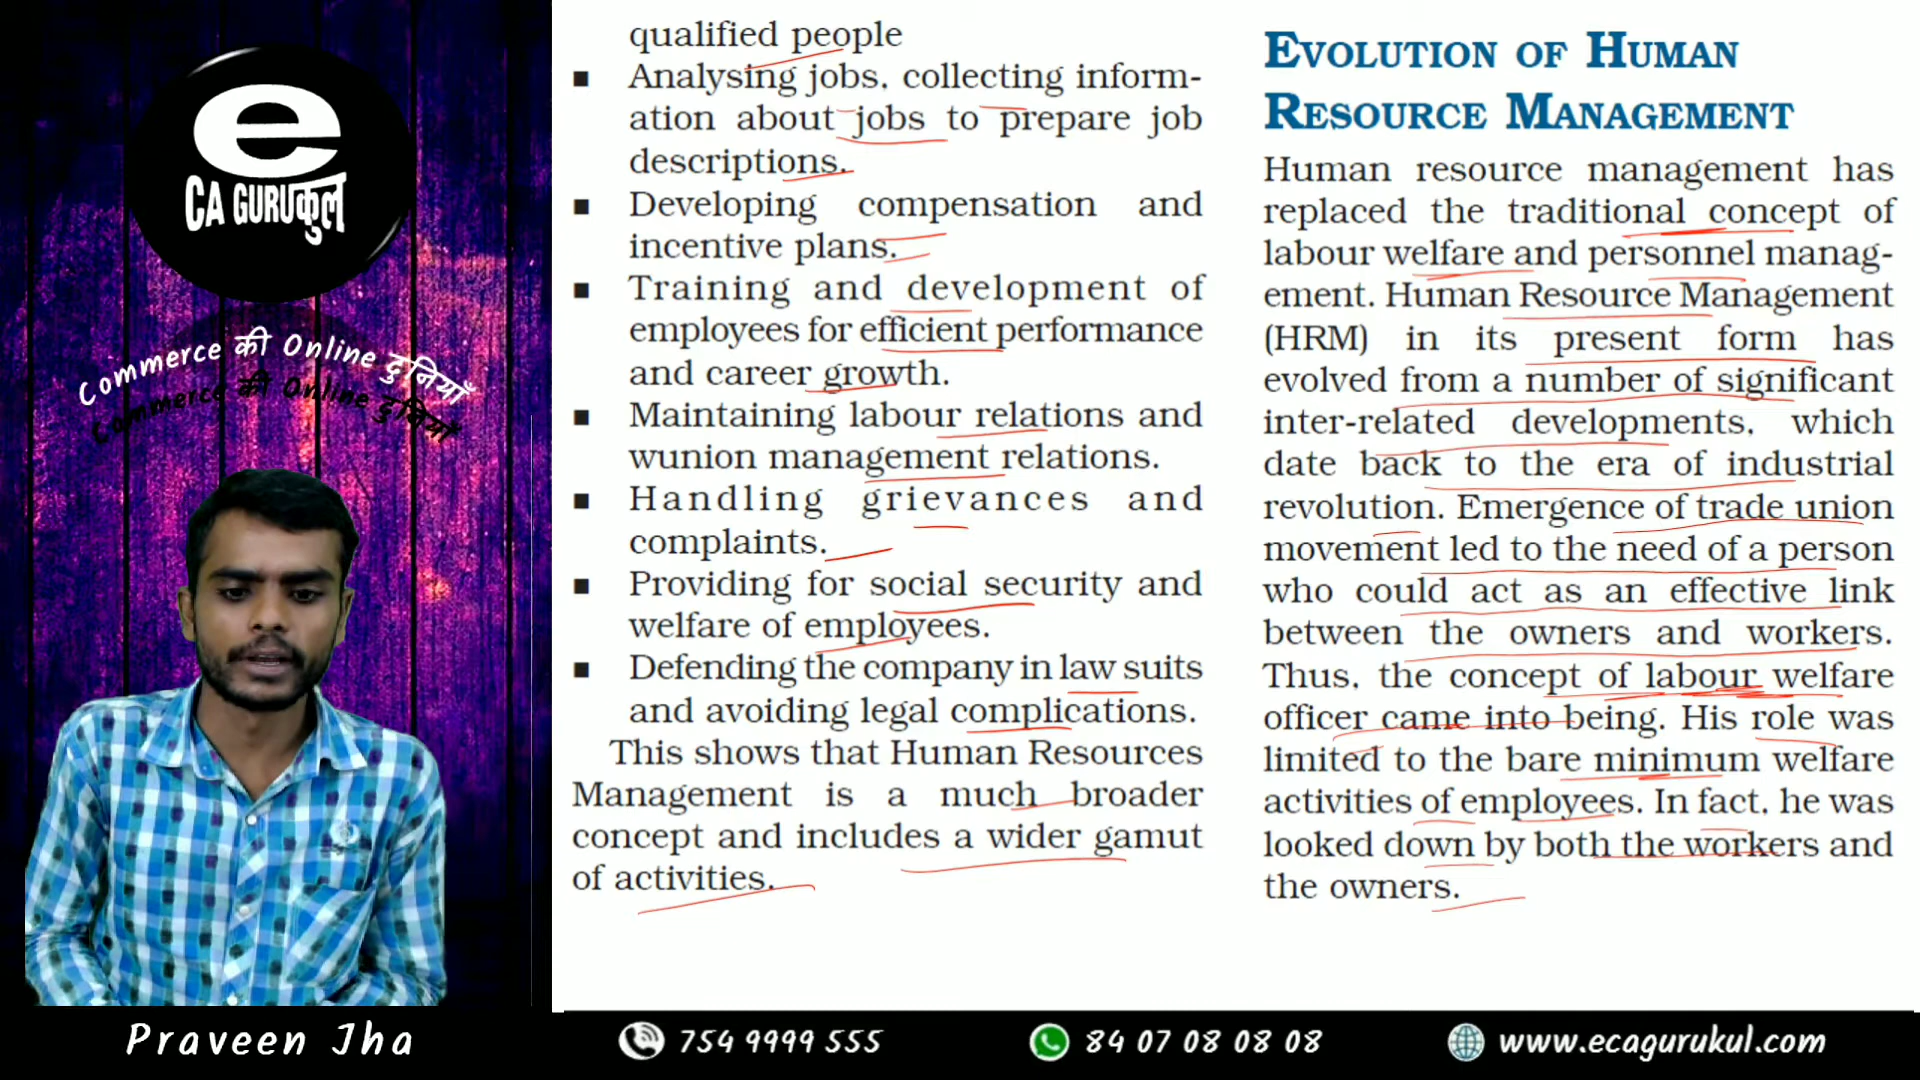 e
CA GURUकुल
Commerce की Online दुनियाँ
Commerce की Online दुनियाँ
qualified people
■ Analysing jobs, collecting inform-
ation about jobs to prepare job
descriptions.
■ Developing compensation and
incentive plans.
■ Training and development of
employees for efficient performance
and career growth.
■ Maintaining labour relations and
wunion management relations.
■ Handling grievances and
complaints.
■ Providing for social security and
welfare of employees.
■ Defending the company in law suits
and avoiding legal complications.
This shows that Human Resources
Management is a much broader
concept and includes a wider gamut
of activities.
EVOLUTION OF HUMAN
RESOURCE MANAGEMENT
Human resource management has
replaced the traditional concept of
labour welfare and personnel manag-
ement. Human Resource Management
(HRM) in its present form has
evolved from a number of significant
inter-related developments, which
date back to the era of industrial
revolution. Emergence of trade union
movement led to the need of a person
who could act as an effective link
between the owners and workers.
Thus, the concept of labour welfare
officer came into being. His role was
limited to the bare minimum welfare
activities of employees. In fact, he was
looked down by both the workers and
the owners.
Praveen Jha
754 9999 555
84 07 08 08 08
www.ecagurukul.com